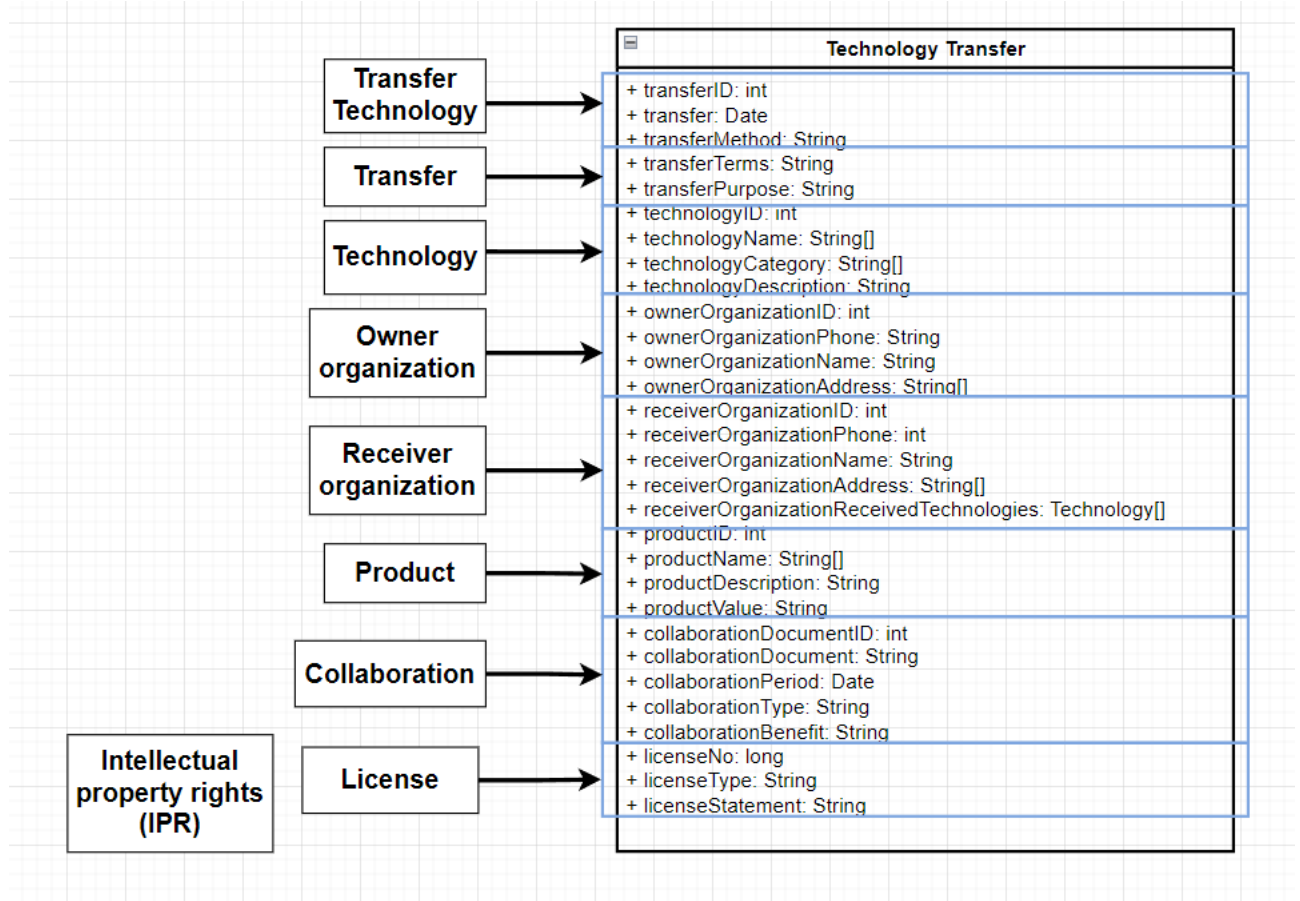 Technology Transfer
Transfer
Technology
+ transferID: int
+ transfer: Date
+ transferMethod: String
Transfer
+ transferTerms: String
+ transferPurpose: String
Technology
+ technologyID: int
+ technologyName: String[]
+ technologyCategory: String[]
+ technologyDescription: String
Owner
organization
+ ownerOrganizationID: int
+ ownerOrganizationPhone: String
+ ownerOrganizationName: String
+ ownerOrganizationAddress: String[]
Receiver
organization
+ receiverOrganizationID: int
+ receiverOrganizationPhone: int
+ receiverOrganizationName: String
+ receiverOrganizationAddress: String[]
+ receiverOrganizationReceivedTechnologies: Technology[]
Product
+ productID: int
+ productName: String[]
+ productDescription: String
+ productValue: String
Collaboration
+ collaborationDocumentID: int
+ collaborationDocument: String
+ collaborationPeriod: Date
+ collaborationType: String
+ collaborationBenefit: String
Intellectual
property rights
(IPR)
License
+ licenseNo: long
+ licenseType: String
+ licenseStatement: String